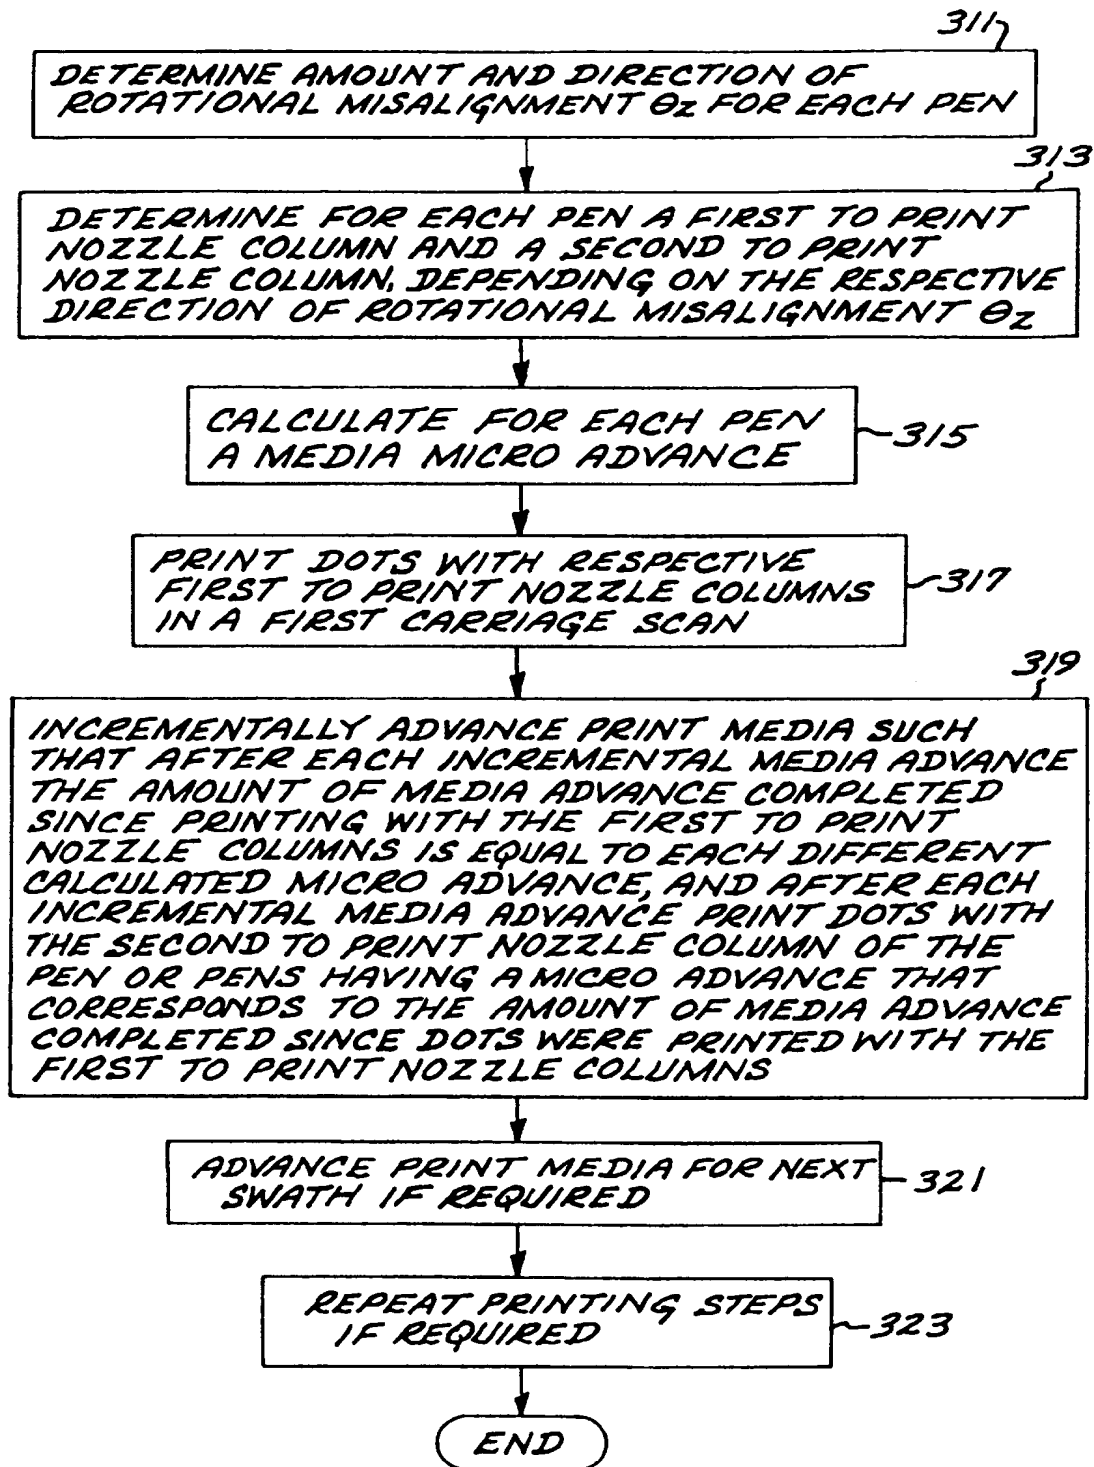 311
DETERMINE AMOUNT AND DIRECTION OF
ROTATIONAL MISALIGNMENT θZ FOR EACH PEN
313
DETERMINE FOR EACH PEN A FIRST TO PRINT
NOZZLE COLUMN AND A SECOND TO PRINT
NOZZLE COLUMN, DEPENDING ON THE RESPECTIVE
DIRECTION OF ROTATIONAL MISALIGNMENT θZ
CALCULATE FOR EACH PEN
A MEDIA MICRO ADVANCE
315
PRINT DOTS WITH RESPECTIVE
FIRST TO PRINT NOZZLE COLUMNS
IN A FIRST CARRIAGE SCAN
317
319
INCREMENTALLY ADVANCE PRINT MEDIA SUCH
THAT AFTER EACH INCREMENTAL MEDIA ADVANCE
THE AMOUNT OF MEDIA ADVANCE COMPLETED
SINCE PRINTING WITH THE FIRST TO PRINT
NOZZLE COLUMNS IS EQUAL TO EACH DIFFERENT
CALCULATED MICRO ADVANCE, AND AFTER EACH
INCREMENTAL MEDIA ADVANCE PRINT DOTS WITH
THE SECOND TO PRINT NOZZLE COLUMN OF THE
PEN OR PENS HAVING A MICRO ADVANCE THAT
CORRESPONDS TO THE AMOUNT OF MEDIA ADVANCE
COMPLETED SINCE DOTS WERE PRINTED WITH THE
FIRST TO PRINT NOZZLE COLUMNS
ADVANCE PRINT MEDIA FOR NEXT
SWATH IF REQUIRED
321
REPEAT PRINTING STEPS
IF REQUIRED
323
END